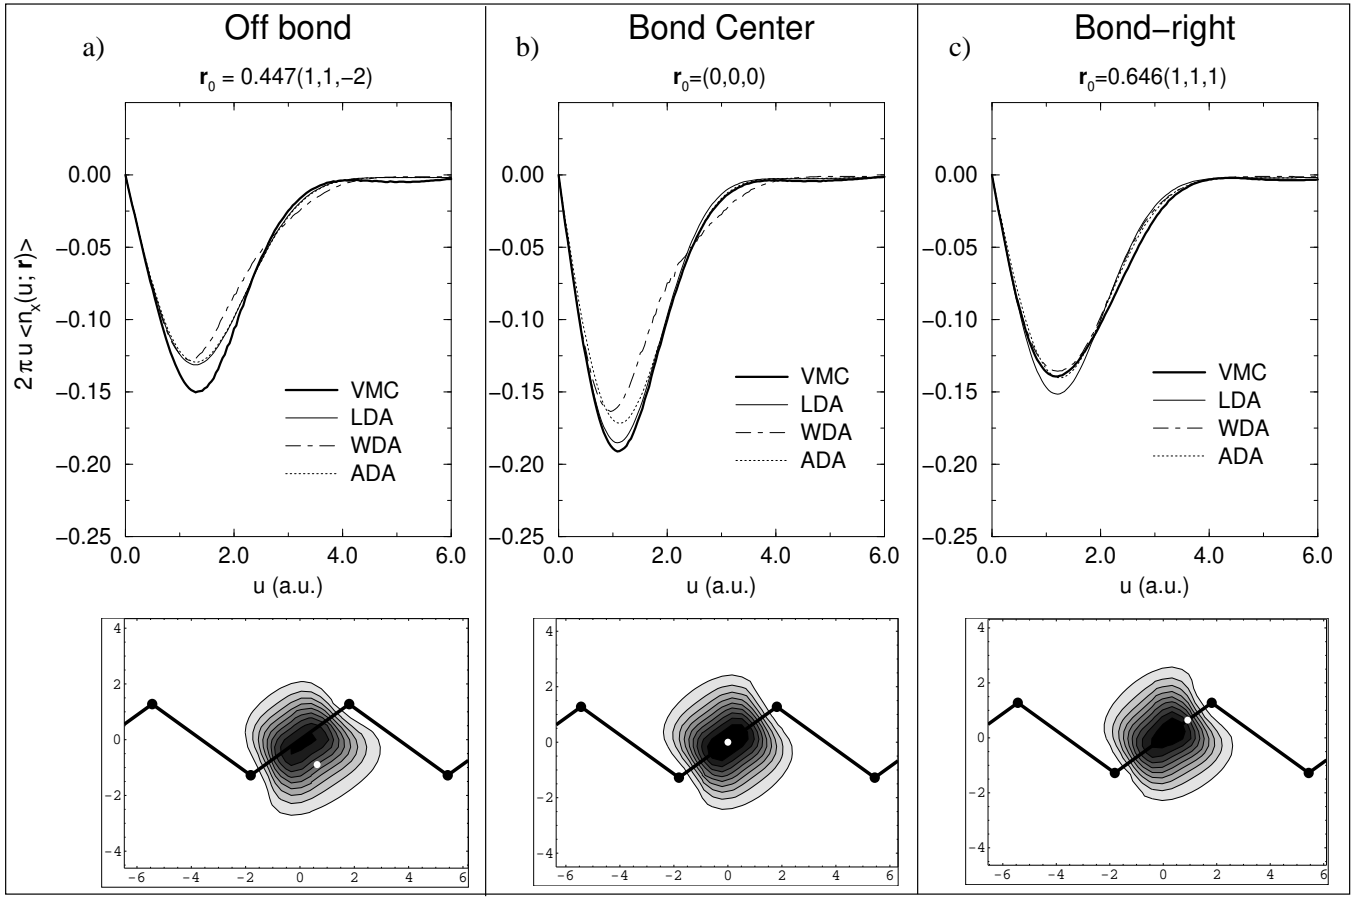 Off bond
a)
r₀ = 0.447(1,1,−2)
2πu <nₓ(u; r)>
0.00
−0.05
−0.10
−0.15
−0.20
−0.25
0.0 2.0 4.0 6.0
u (a.u.)
VMC
LDA
WDA
ADA
4
2
0
−2
−4
−6 −4 −2 0 2 4 6
Bond Center
b)
r₀=(0,0,0)
0.00
−0.05
−0.10
−0.15
−0.20
−0.25
0.0 2.0 4.0 6.0
u (a.u.)
VMC
LDA
WDA
ADA
4
2
0
−2
−4
−6 −4 −2 0 2 4 6
Bond−right
c)
r₀=0.646(1,1,1)
0.00
−0.05
−0.10
−0.15
−0.20
−0.25
0.0 2.0 4.0 6.0
u (a.u.)
VMC
LDA
WDA
ADA
4
2
0
−2
−4
−6 −4 −2 0 2 4 6